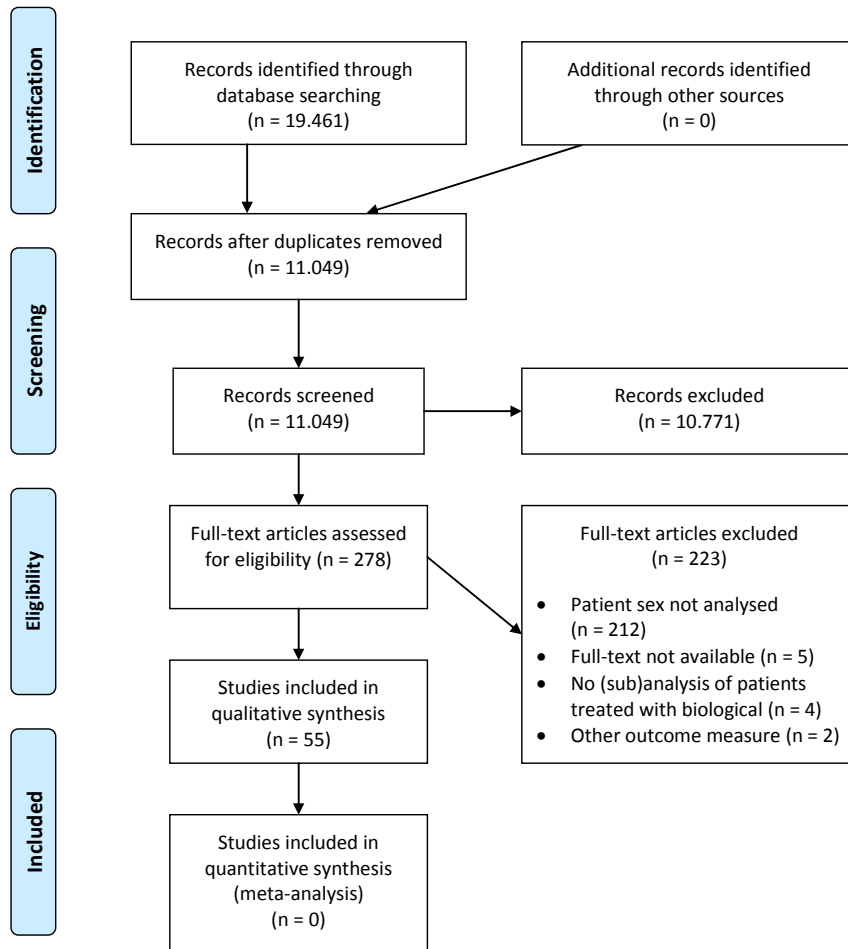 Identification
Records identified through
database searching
(n = 19.461)
Additional records identified
through other sources
(n = 0)
Records after duplicates removed
(n = 11.049)
Screening
Records screened
(n = 11.049)
Records excluded
(n = 10.771)
Eligibility
Full-text articles assessed
for eligibility (n = 278)
Full-text articles excluded
(n = 223)
• Patient sex not analysed
(n = 212)
• Full-text not available (n = 5)
• No (sub)analysis of patients
treated with biological (n = 4)
• Other outcome measure (n = 2)
Studies included in
qualitative synthesis
(n = 55)
Included
Studies included in
quantitative synthesis
(meta-analysis)
(n = 0)